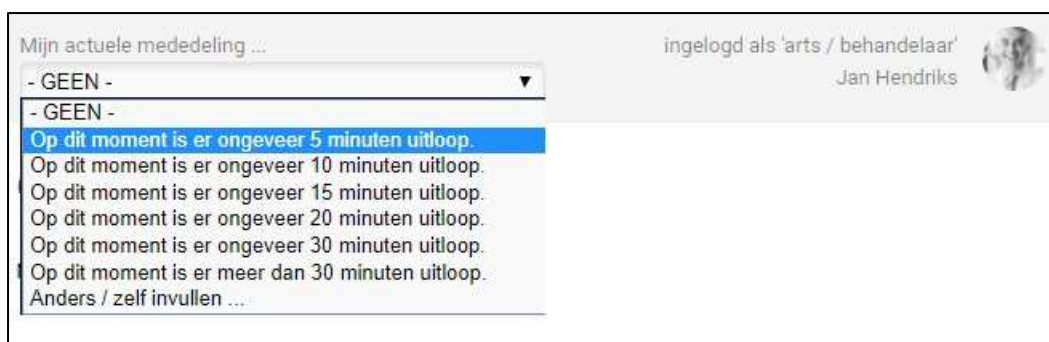 Mijn actuele mededeling ...
ingelogd als 'arts / behandelaar'
Jan Hendriks
- GEEN -
- GEEN -
Op dit moment is er ongeveer 5 minuten uitloop.
Op dit moment is er ongeveer 10 minuten uitloop.
Op dit moment is er ongeveer 15 minuten uitloop.
Op dit moment is er ongeveer 20 minuten uitloop.
Op dit moment is er ongeveer 30 minuten uitloop.
Op dit moment is er meer dan 30 minuten uitloop.
Anders / zelf invullen ...